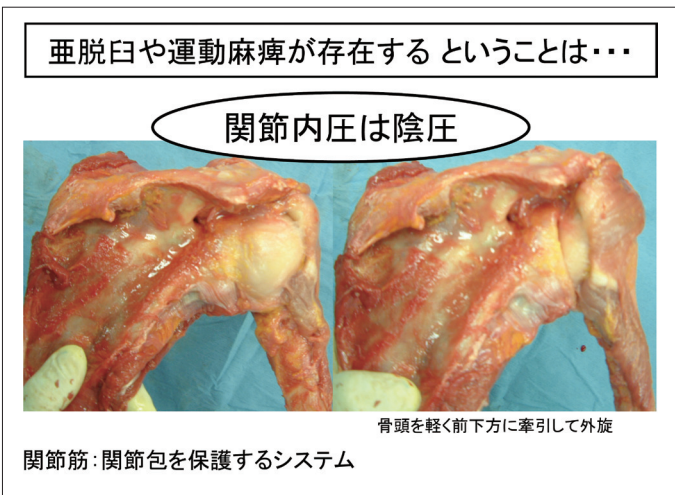 亜脱臼や運動麻痺が存在する ということは・・・
関節内圧は陰圧
骨頭を軽く前下方に牽引して外旋
関節筋：関節包を保護するシステム